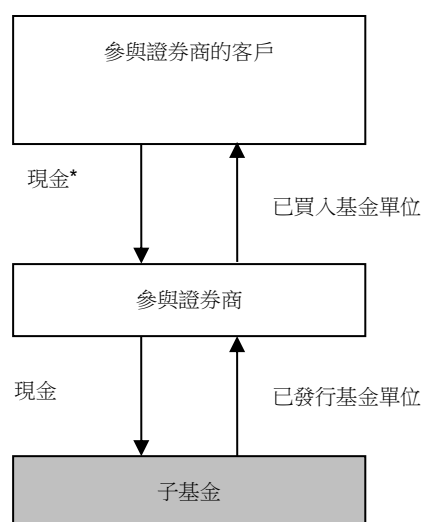 參與證券商的客戶
現金*
已買入基金單位
參與證券商
現金
已發行基金單位
子基金